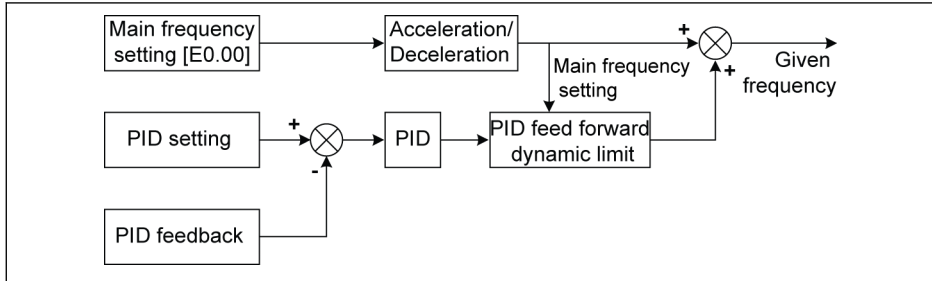 Main frequency
setting [E0.00]
Acceleration/
Deceleration
+
+
Given
frequency
Main frequency
setting
PID setting
+
-
PID
PID feed forward
dynamic limit
PID feedback